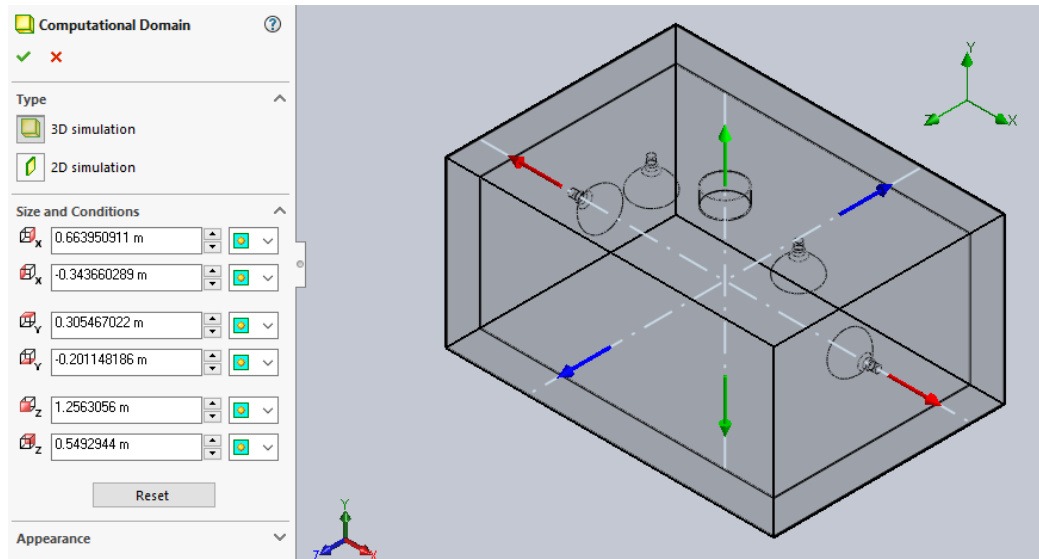 Computational Domain
Type
3D simulation
2D simulation
Size and Conditions
X 0.663950911 m
X -0.343660289 m
Y 0.305467022 m
Y -0.201148186 m
Z 1.2563056 m
Z 0.5492944 m
Reset
Appearance
Y
Z X
Y
Z X